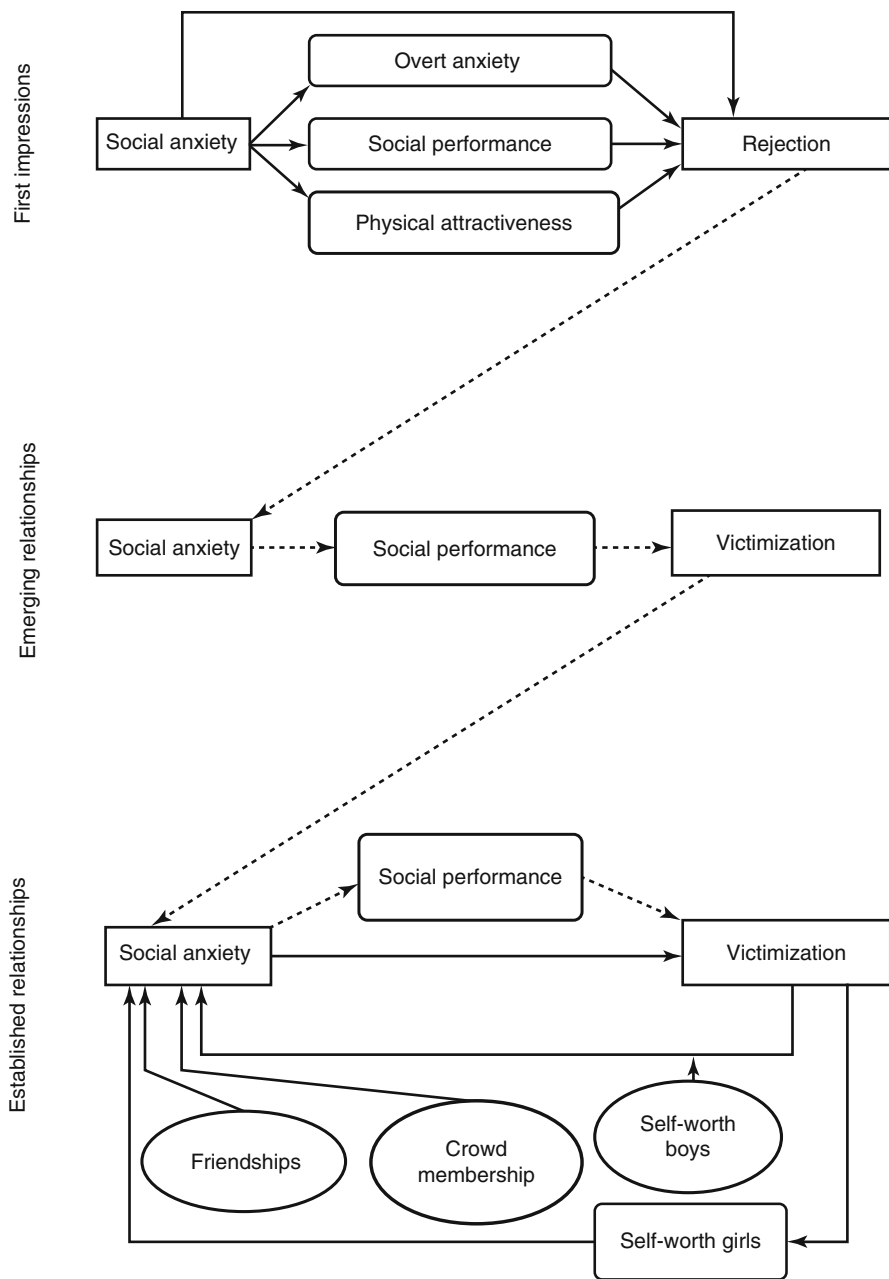 First impressions
Overt anxiety
Social anxiety
Social performance
Rejection
Physical attractiveness
Emerging relationships
Social anxiety
Social performance
Victimization
Established relationships
Social performance
Social anxiety
Victimization
Friendships
Crowd
membership
Self-worth
boys
Self-worth girls